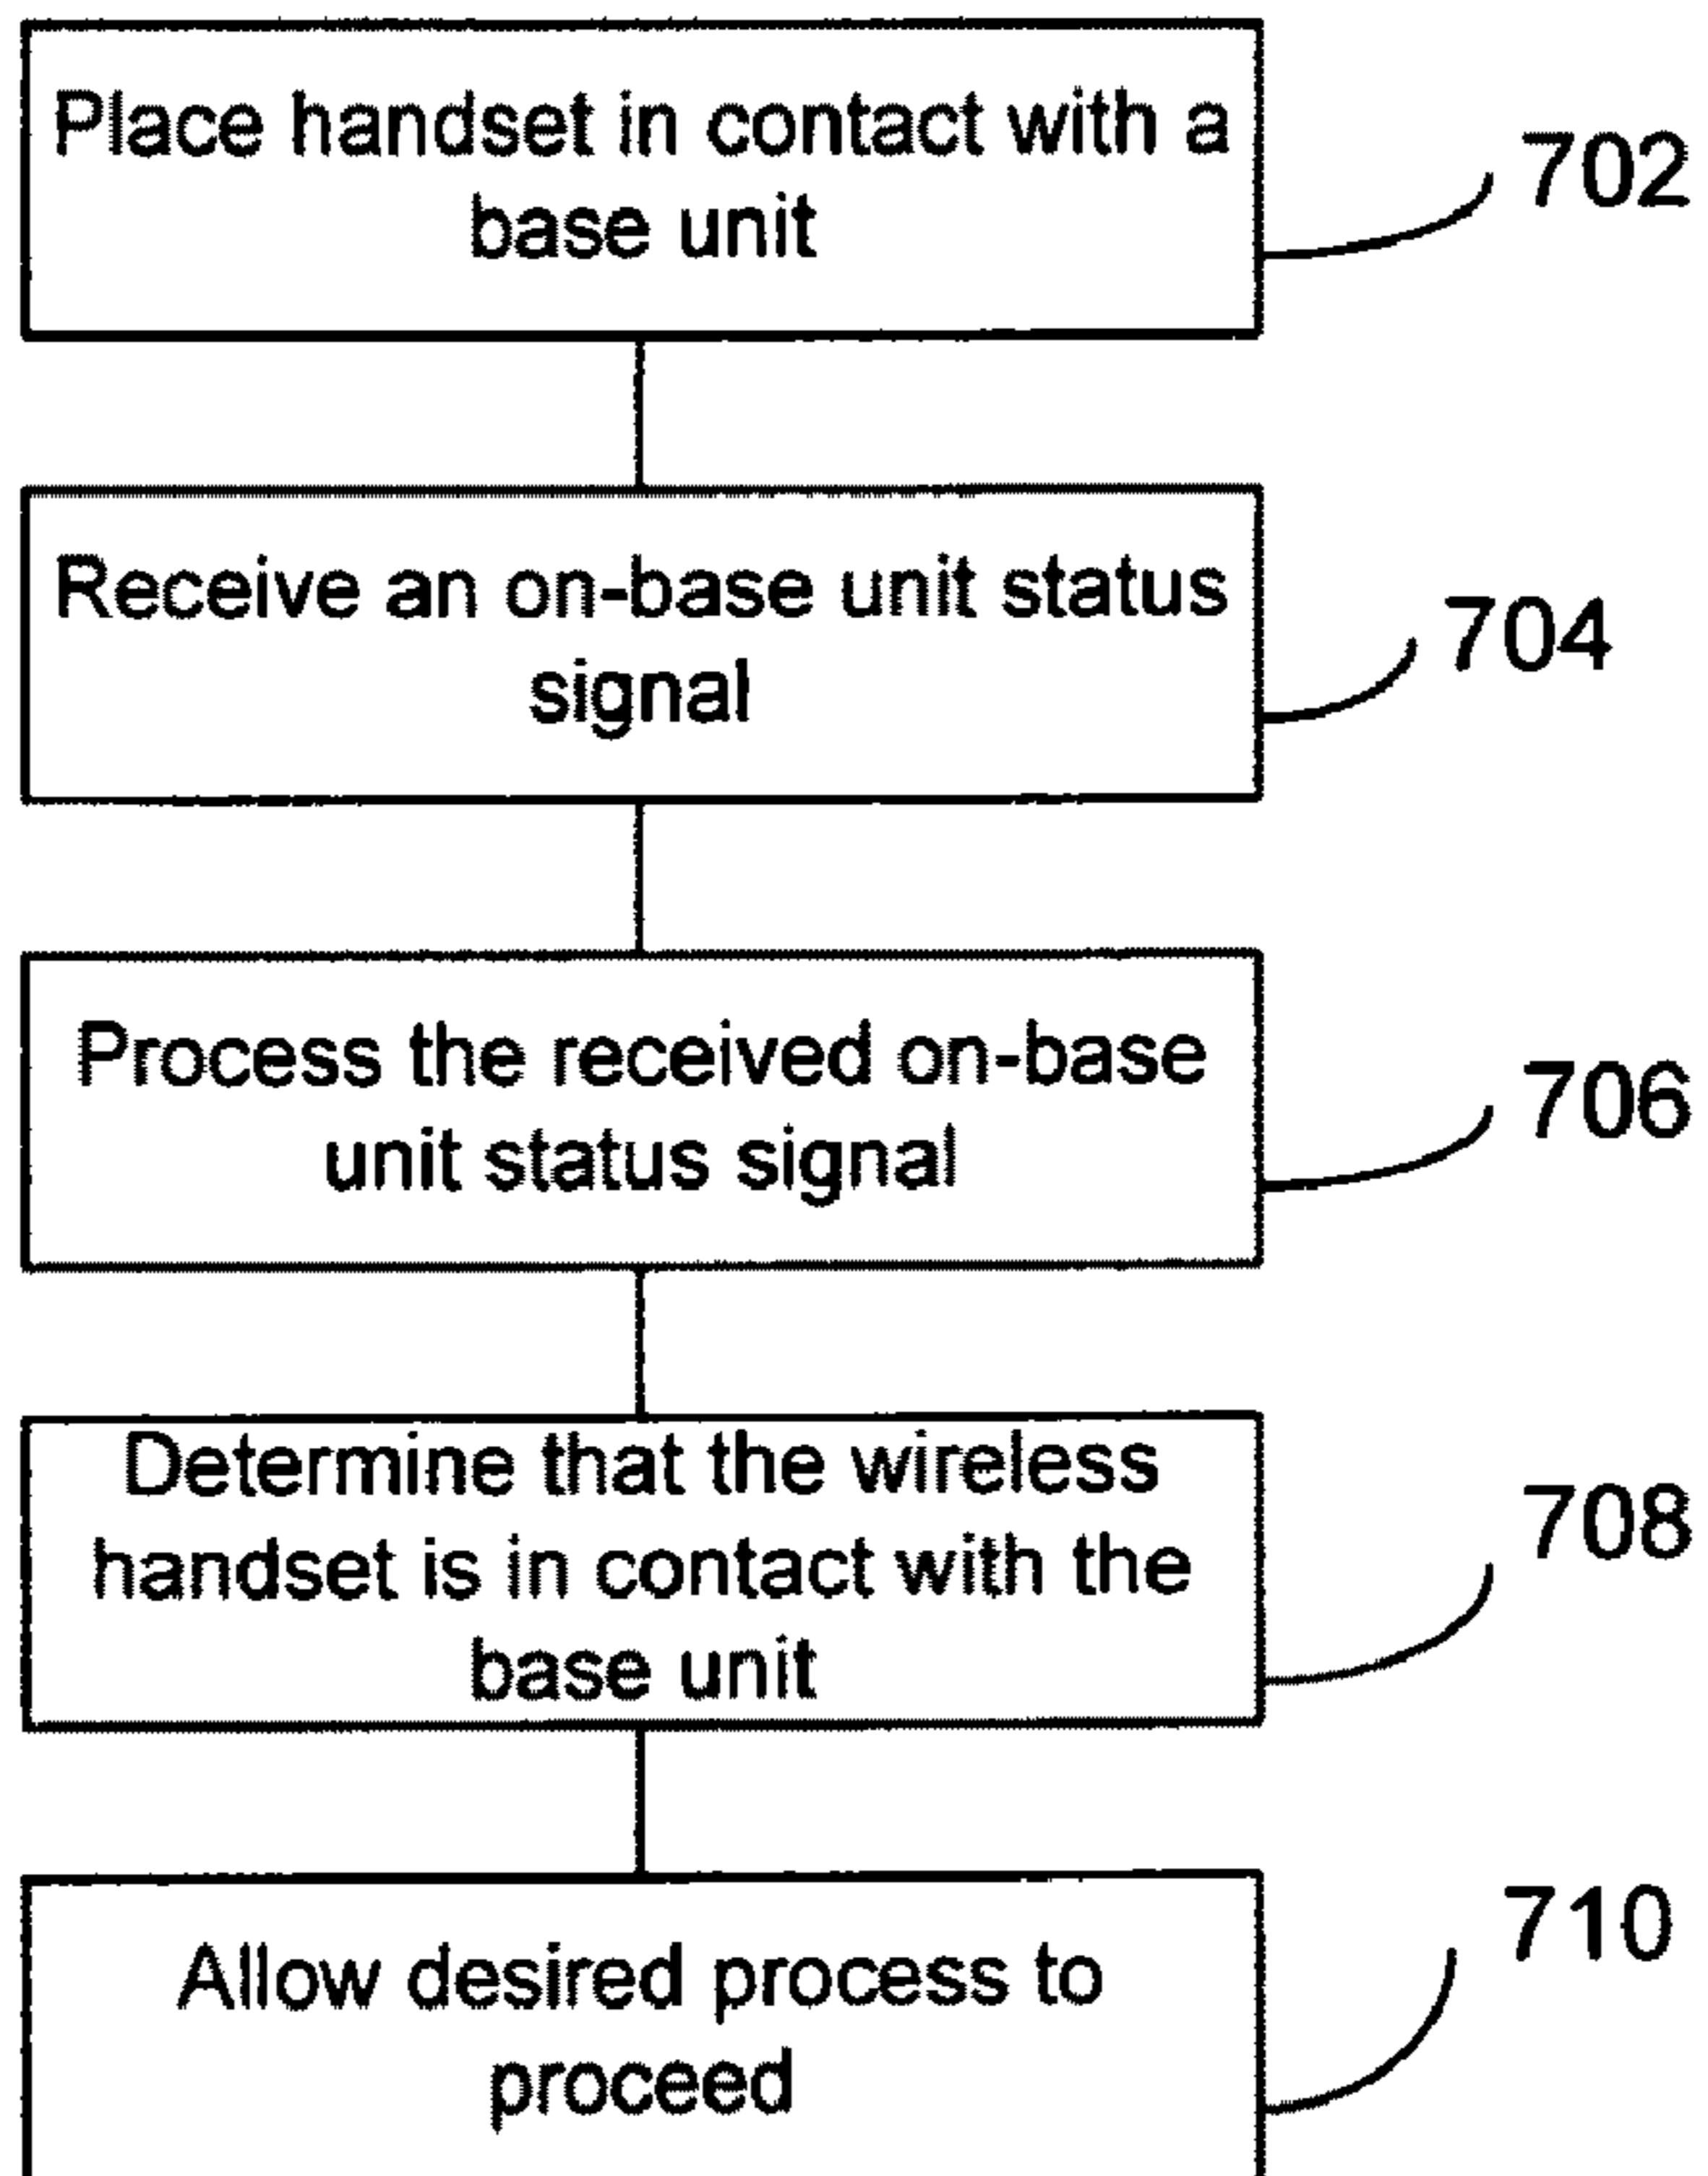 Place handset in contact with a
base unit
702
Receive an on-base unit status
signal
704
Process the received on-base
unit status signal
706
Determine that the wireless
handset is in contact with the
base unit
708
Allow desired process to
proceed
710